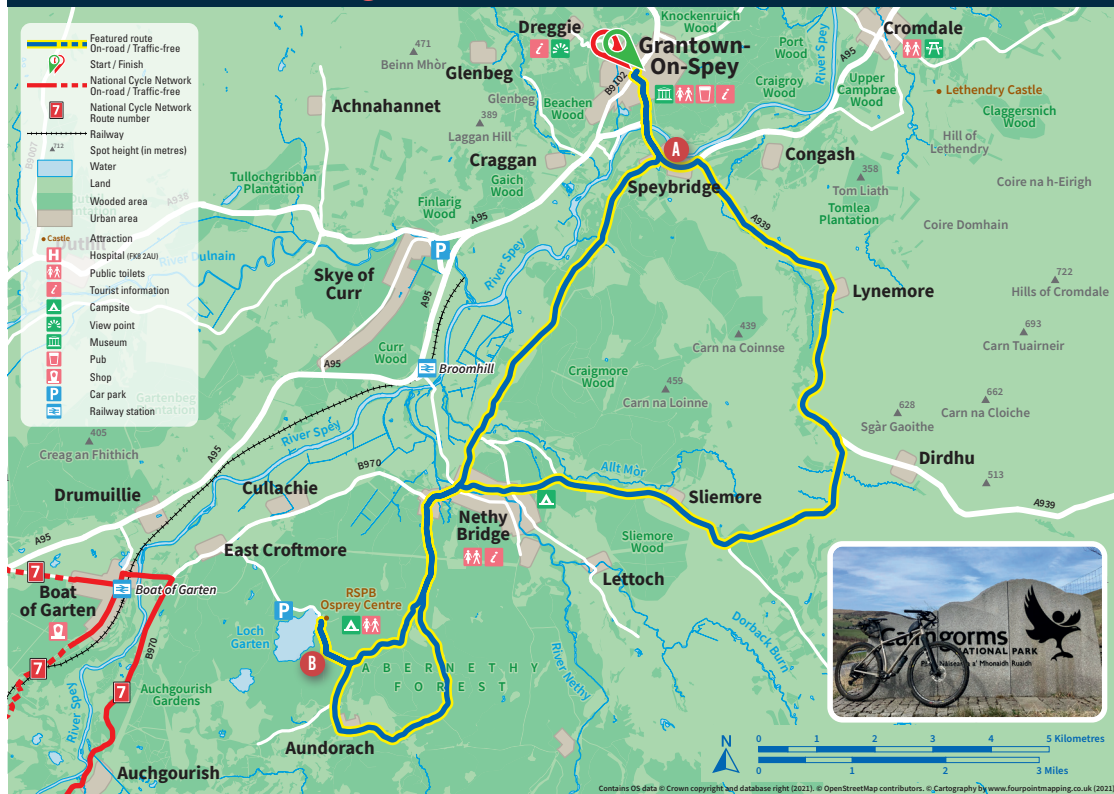 Featured route
On-road / Traffic-free
Start / Finish
National Cycle Network
On-road / Traffic-free
7
National Cycle Network
Route number
Railway
712
Spot height (in metres)
Water
Land
Wooded area
Urban area
Castle
Attraction
H
Hospital (FK8 2AU)
Public toilets
i
Tourist information
Campsite
View point
Museum
Pub
Shop
P
Car park
Railway station
B9007
A938
Duthil
River Dulnain
Tullochgribban
Plantation
471
Beinn Mhòr
Achnahannet
Dreggie
i
Glenbeg
Glenbeg
389
Laggan Hill
Beachen
Wood
B9102
Knockenruich
Wood
Grantown-
On-Spey
i
Port
Wood
River Spey
A95
Cromdale
Craigroy
Wood
Upper
Campbrae
Wood
Lethendry Castle
Claggersnich
Wood
Hill of
Lethendry
Craggan
Gaich
Wood
Finlarig
Wood
A95
A
Speybridge
Congash
358
Tom Liath
Tomlea
Plantation
Coire na h-Eirigh
Coire Domhain
A939
Skye of
Curr
P
A95
River Spey
Lynemore
722
Hills of Cromdale
693
Carn Tuairneir
439
Carn na Coinnse
A95
Curr
Wood
Broomhill
Craigmore
Wood
459
Carn na Loinne
662
Carn na Cloiche
628
Sgàr Gaoithe
Gartenbeg
Plantation
405
Creag an Fhithich
River Spey
A95
B970
Allt Mòr
Dirdhu
513
A939
Drumuillie
Cullachie
Sliemore
Nethy
Bridge
i
Sliemore
Wood
A95
East Croftmore
Lettoch
7
Boat
of Garten
Boat of Garten
B970
P
RSPB
Osprey Centre
Loch
Garten
B
ABERNETHY
FOREST
Dorback Burn
River Nethy
7
7
River Spey
Auchgourish
Gardens
Aundorach
Auchgourish
Cairngorms
NATIONAL PARK
N
0 1 2 3 4 5 Kilometres
0 1 2 3 Miles
Contains OS data © Crown copyright and database right (2021). © OpenStreetMap contributors. © Cartography by www.fourpointmapping.co.uk (2021)